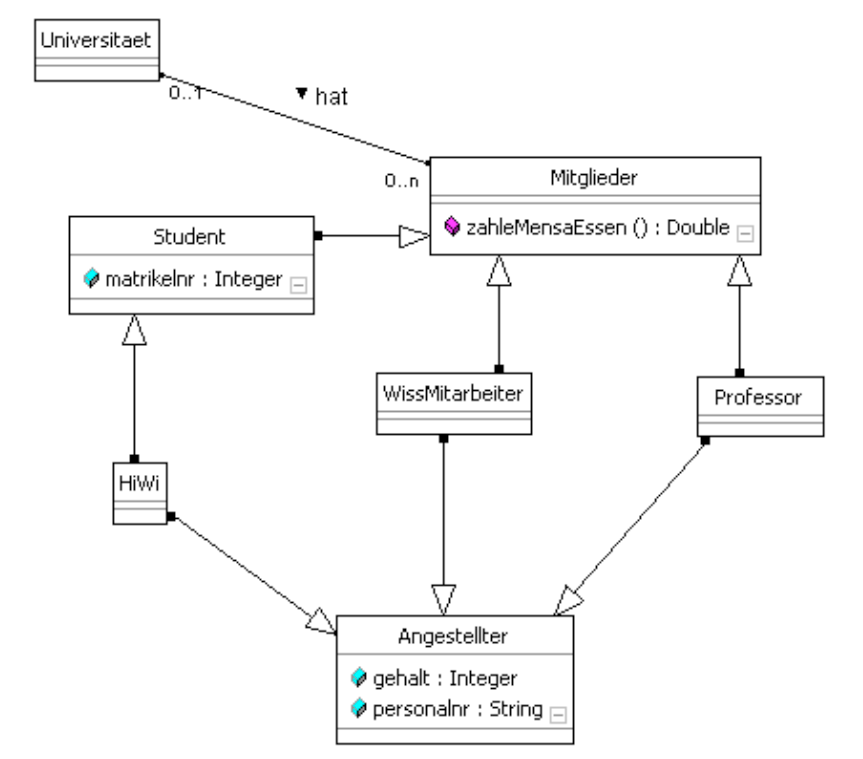 Universitaet
0..1
▼ hat
0..n
Mitglieder
zahleMensaEssen () : Double
Student
matrikelnr : Integer
WissMitarbeiter
Professor
HiWi
Angestellter
gehalt : Integer
personalnr : String